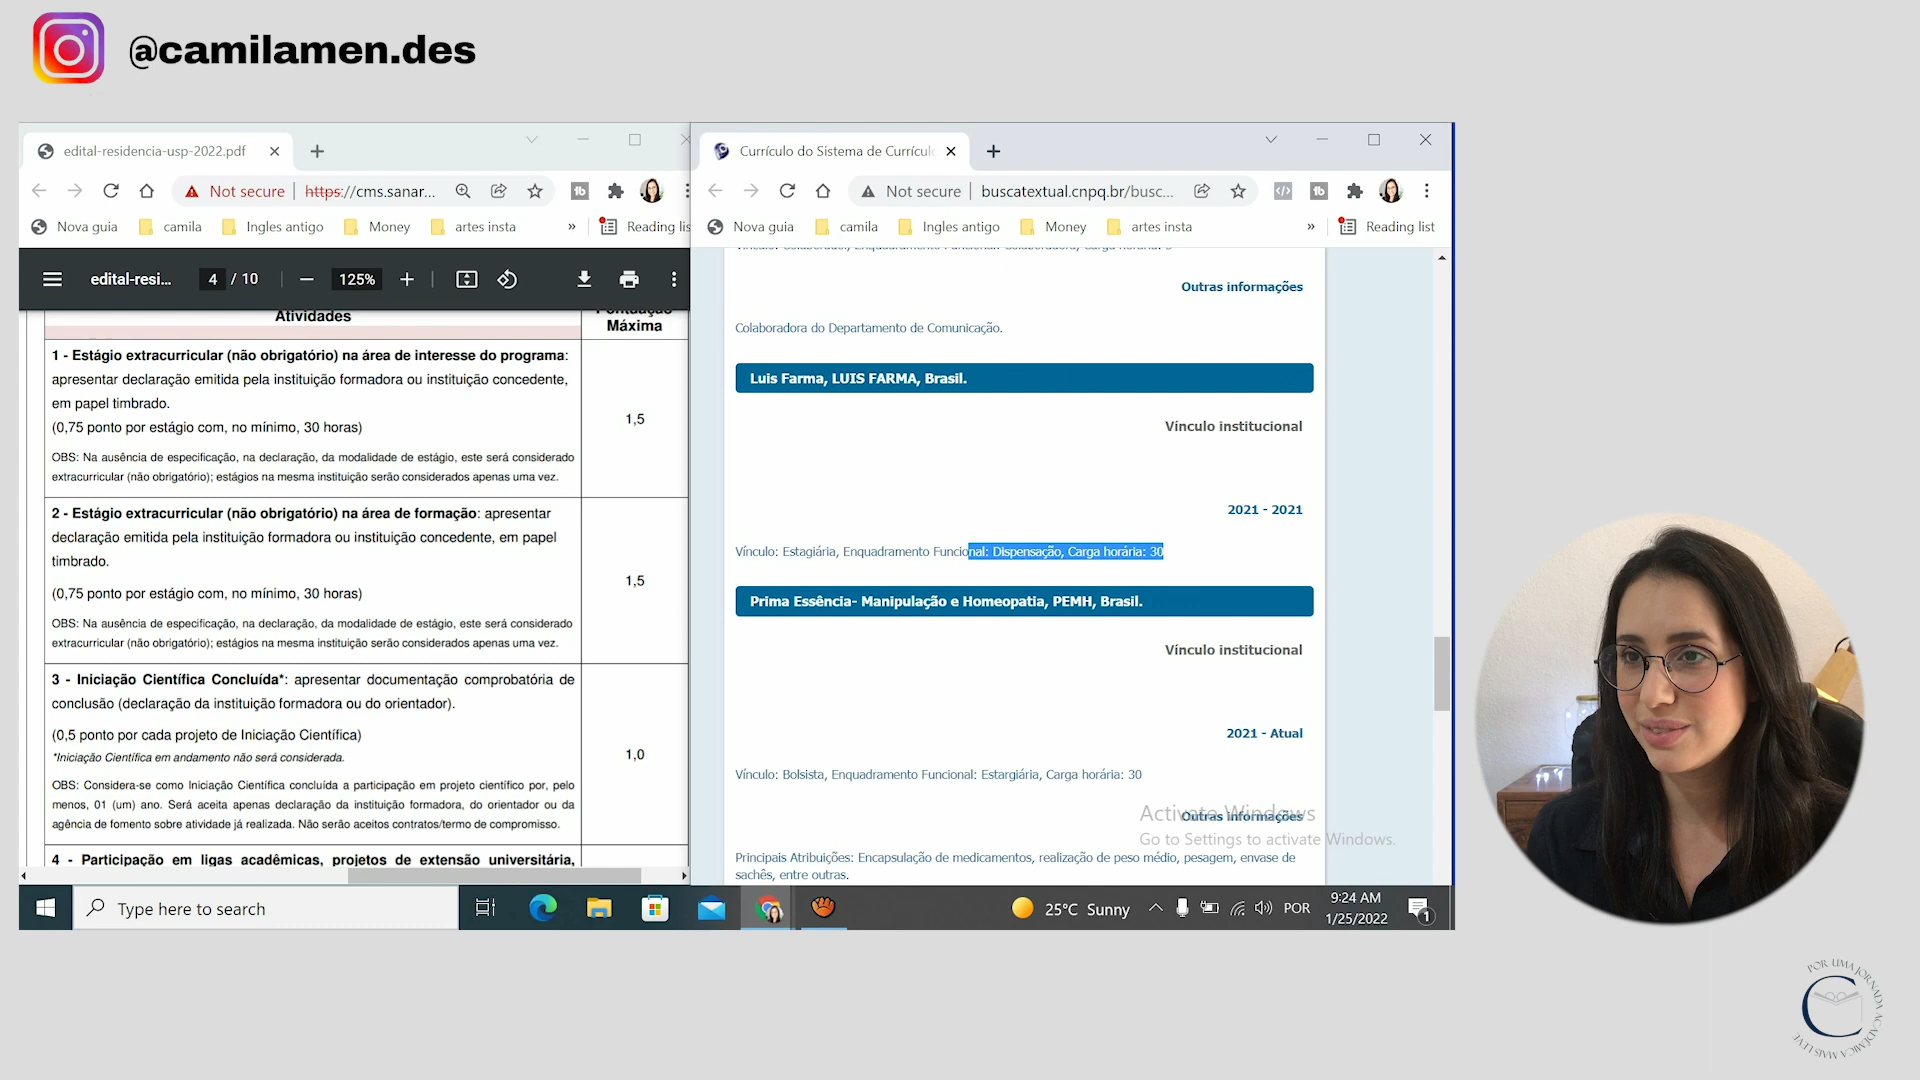 @camilamen.des
edital-residencia-usp-2022.pdf
Currículo do Sistema de Currícul
Not secure
https://cms.sanar...
Not secure
buscatextual.cnpq.br/busc...
Nova guia
camila
Ingles antigo
Money
artes insta
»
Reading lis
Nova guia
camila
Ingles antigo
Money
artes insta
»
Reading list
edital-resi...
4 / 10
125%
Atividades
Pontuação
Máxima
1 - Estágio extracurricular (não obrigatório) na área de interesse do programa:
apresentar declaração emitida pela instituição formadora ou instituição concedente,
em papel timbrado.
(0,75 ponto por estágio com, no mínimo, 30 horas)
OBS: Na ausência de especificação, na declaração, da modalidade de estágio, este será considerado
extracurricular (não obrigatório); estágios na mesma instituição serão considerados apenas uma vez.
1,5
2 - Estágio extracurricular (não obrigatório) na área de formação: apresentar
declaração emitida pela instituição formadora ou instituição concedente, em papel
timbrado.
(0,75 ponto por estágio com, no mínimo, 30 horas)
OBS: Na ausência de especificação, na declaração, da modalidade de estágio, este será considerado
extracurricular (não obrigatório); estágios na mesma instituição serão considerados apenas uma vez.
1,5
3 - Iniciação Científica Concluída*: apresentar documentação comprobatória de
conclusão (declaração da instituição formadora ou do orientador).
(0,5 ponto por cada projeto de Iniciação Científica)
*Iniciação Científica em andamento não será considerada.
OBS: Considera-se como Iniciação Científica concluída a participação em projeto científico por, pelo
menos, 01 (um) ano. Será aceita apenas declaração da instituição formadora, do orientador ou da
agência de fomento sobre atividade já realizada. Não serão aceitos contratos/termo de compromisso.
1,0
4 - Participação em ligas acadêmicas, projetos de extensão universitária,
Outras informações
Colaboradora do Departamento de Comunicação.
Luis Farma, LUIS FARMA, Brasil.
Vínculo institucional
2021 - 2021
Vínculo: Estagiária, Enquadramento Funcional: Dispensação, Carga horária: 30
Prima Essência- Manipulação e Homeopatia, PEMH, Brasil.
Vínculo institucional
2021 - Atual
Vínculo: Bolsista, Enquadramento Funcional: Estargiária, Carga horária: 30
Outras informações
Principais Atribuições: Encapsulação de medicamentos, realização de peso médio, pesagem, envase de
sachês, entre outras.
Activate Windows
Go to Settings to activate Windows.
Type here to search
25°C Sunny
POR
9:24 AM
1/25/2022
1
POR UMA JORNADA ACADÊMICA MAIS LEVE
C